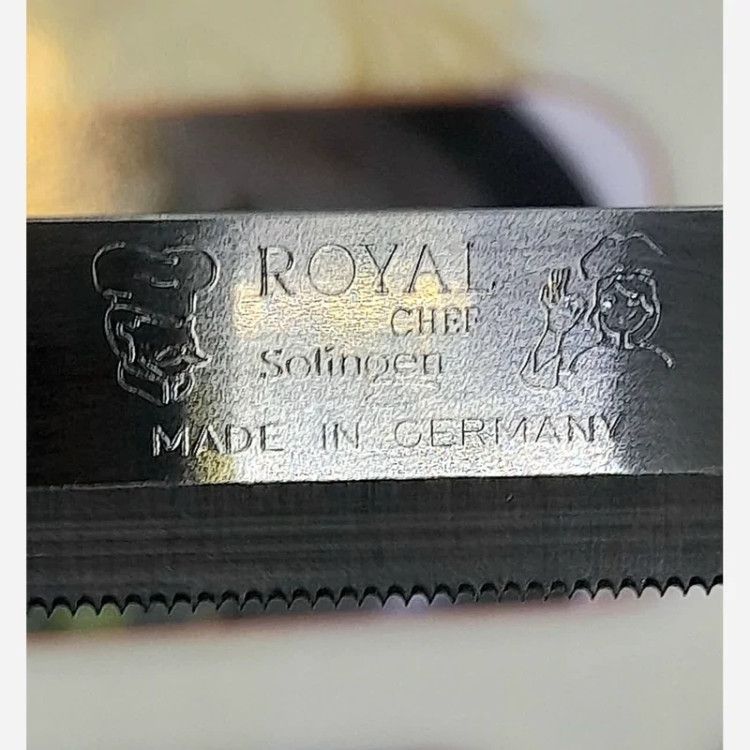 ROYAL
CHEF
Solingen
MADE IN GERMANY